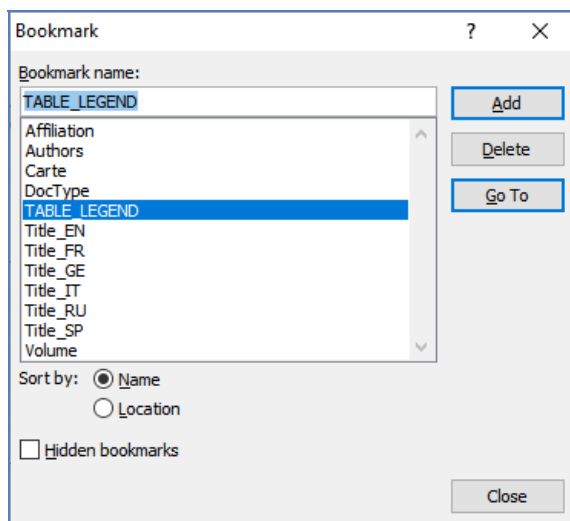 Bookmark ? ×
Bookmark name:
TABLE_LEGEND
Add
Affiliation
Authors
Carte
DocType
TABLE_LEGEND
Title_EN
Title_FR
Title_GE
Title_IT
Title_RU
Title_SP
Volume
Delete
Go To
Sort by: Name
Location
Hidden bookmarks
Close